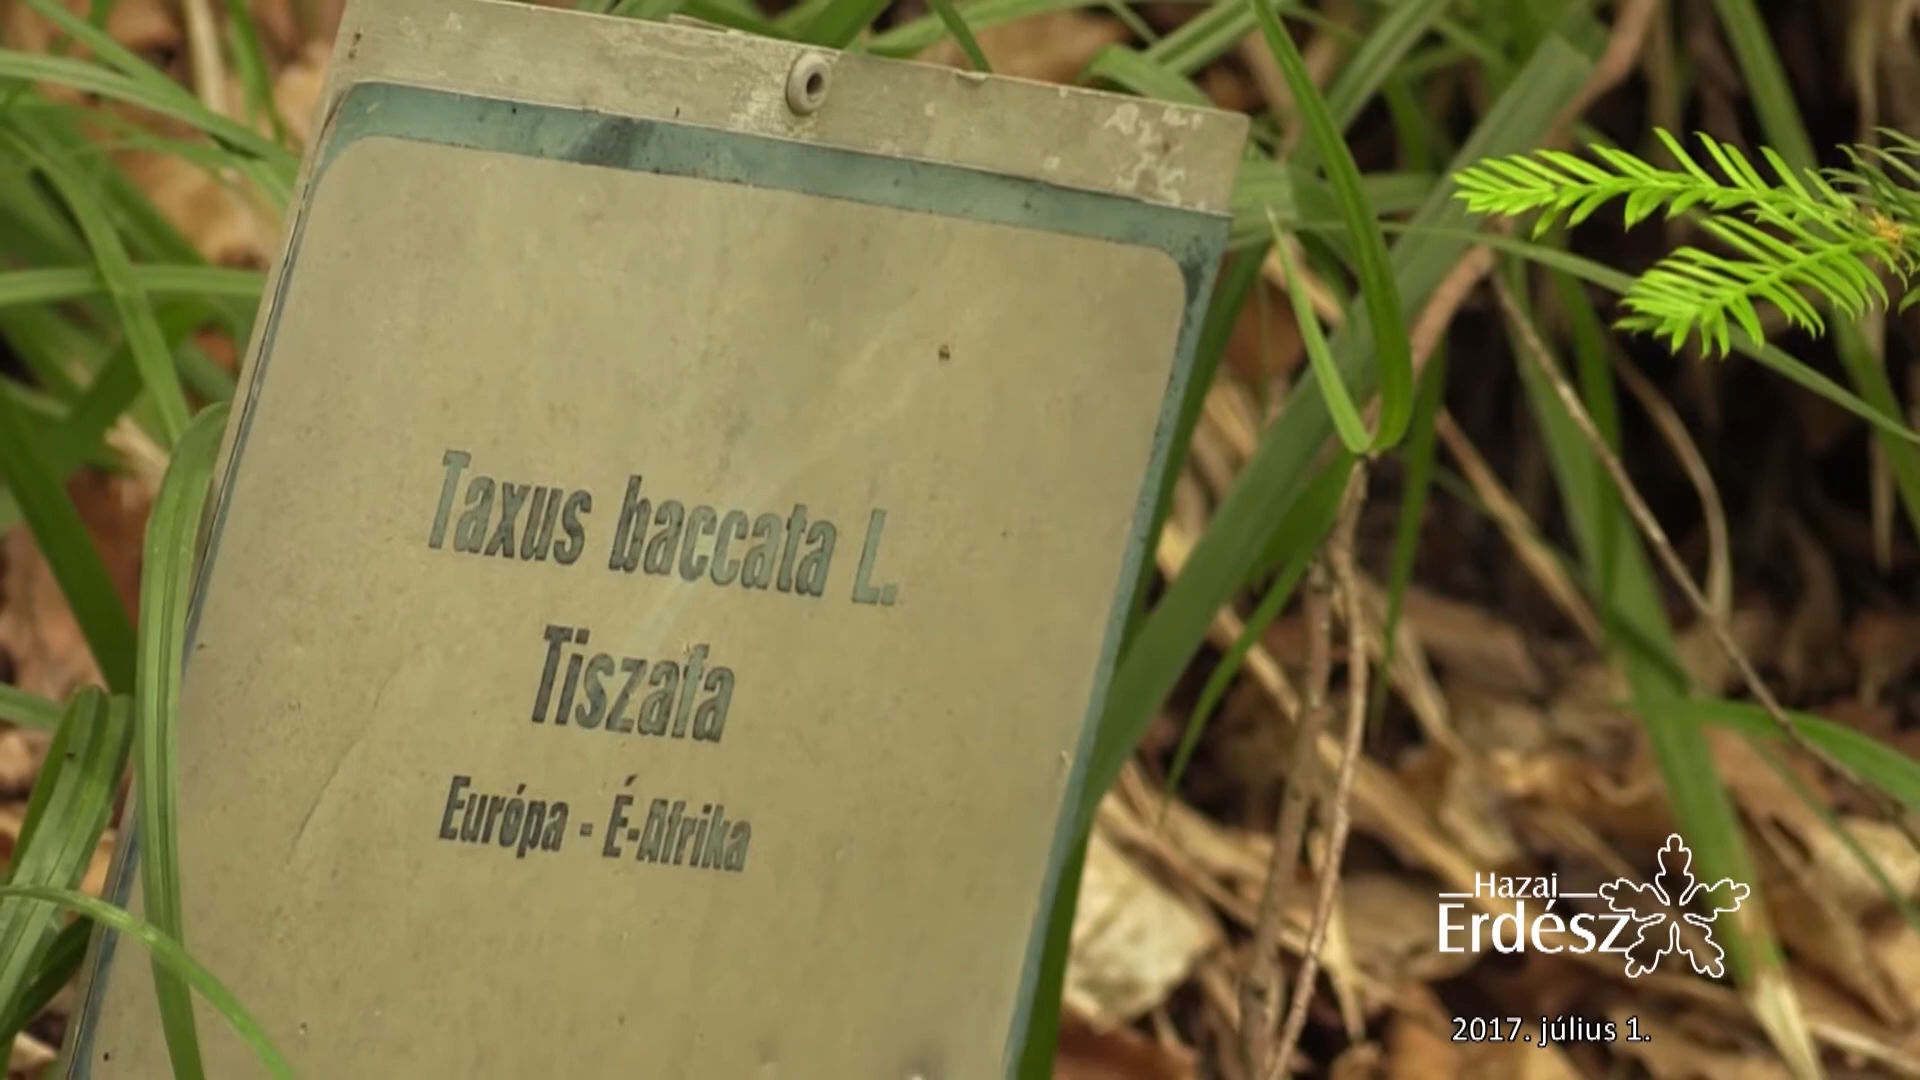 Taxus baccata L.
Tiszafa
Európa - É-Afrika
Hazai
Erdész
2017. július 1.